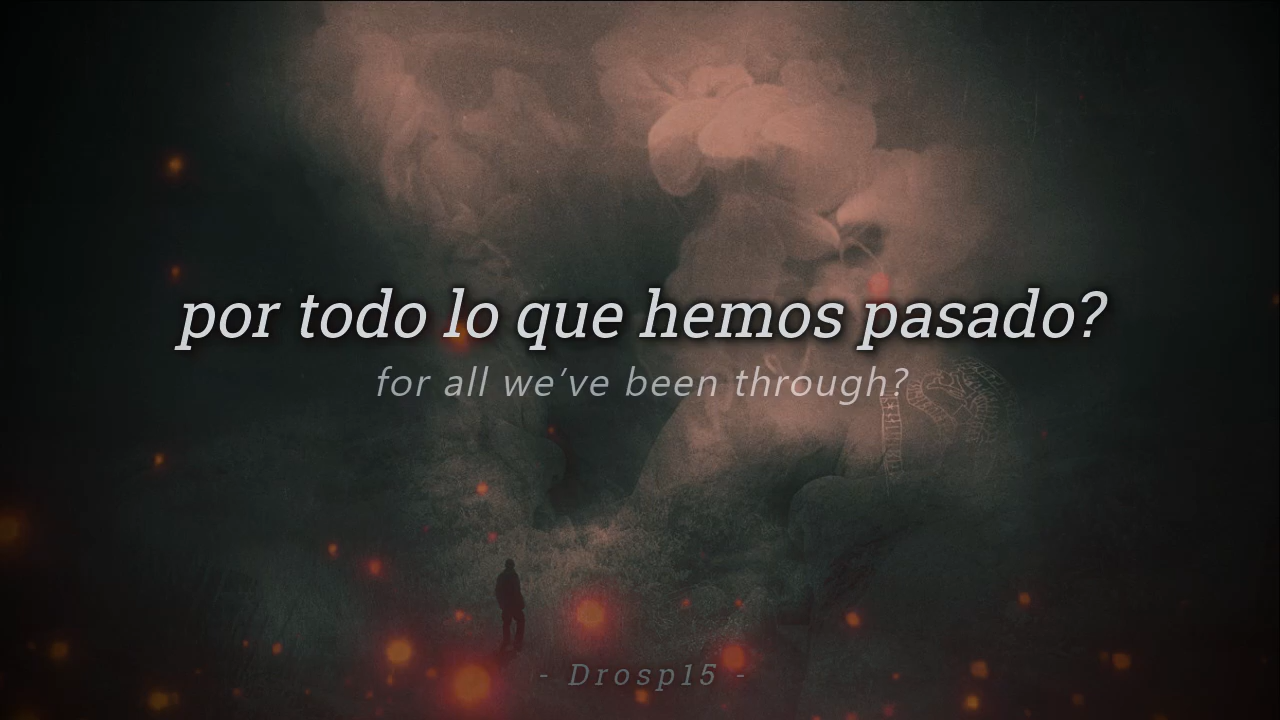 por todo lo que hemos pasado?
for all we've been through?
- Drosp15 -